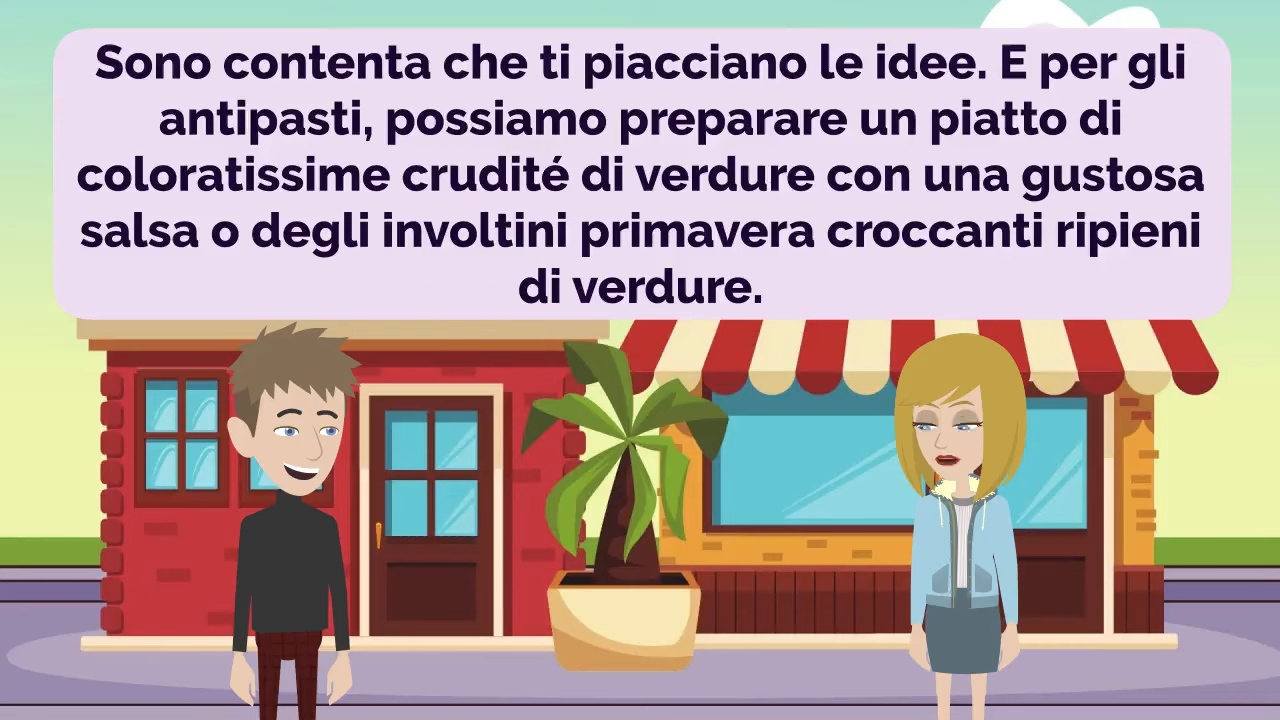 Sono contenta che ti piacciano le idee. E per gli
antipasti, possiamo preparare un piatto di
coloratissime crudité di verdure con una gustosa
salsa o degli involtini primavera croccanti ripieni
di verdure.